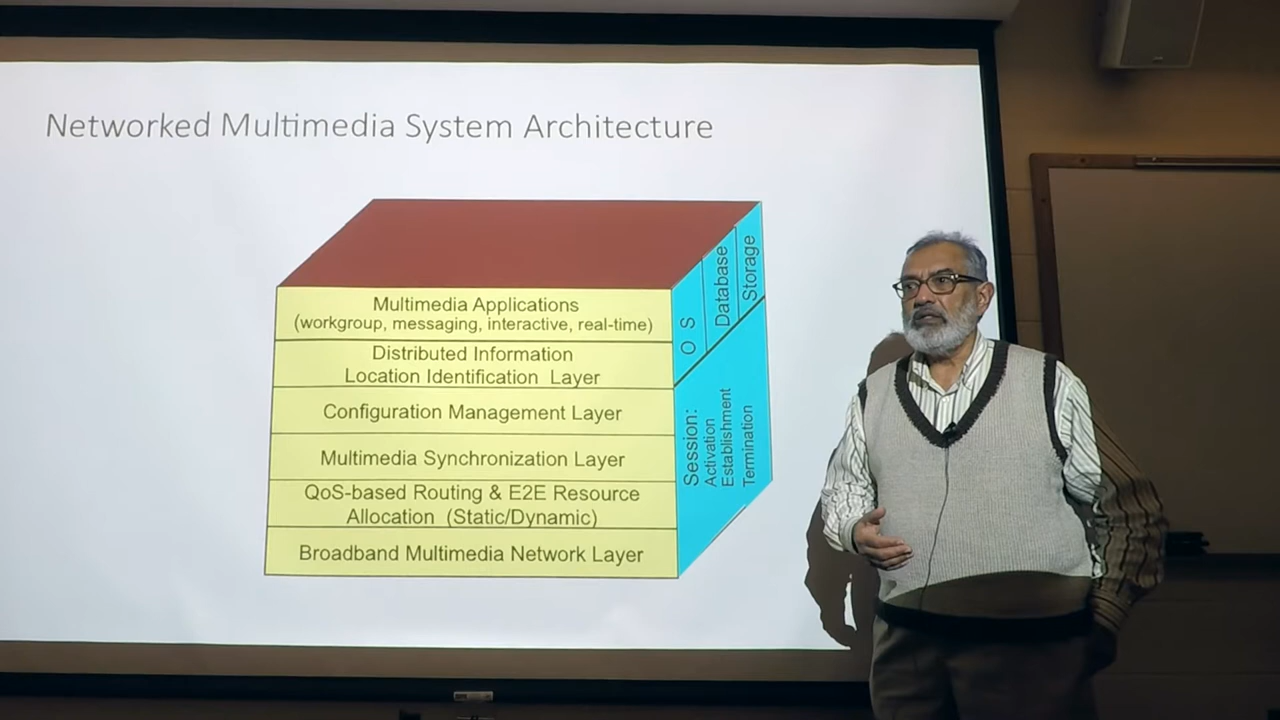 Networked Multimedia System Architecture
Multimedia Applications
(workgroup, messaging, interactive, real-time)
Distributed Information
Location Identification Layer
Configuration Management Layer
Multimedia Synchronization Layer
QoS-based Routing & E2E Resource
Allocation (Static/Dynamic)
Broadband Multimedia Network Layer
O S
Database
Storage
Session:
Activation
Establishment
Termination